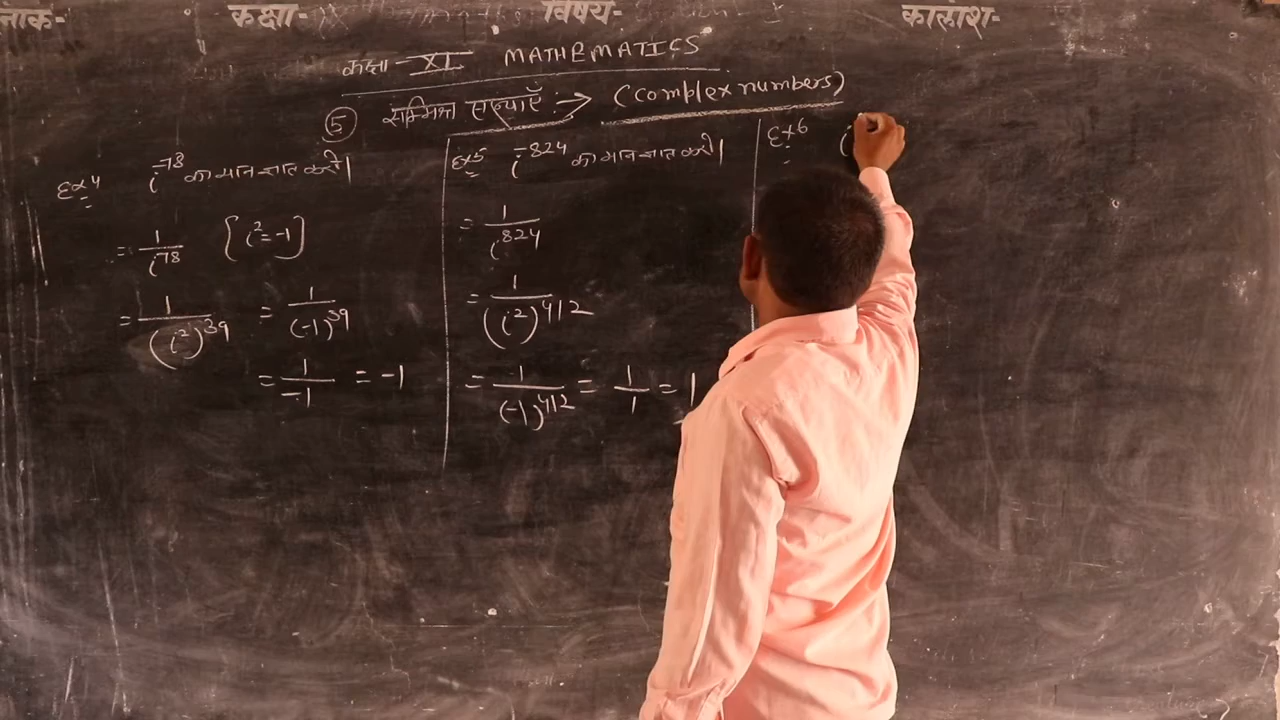 नाक- कक्षा- विषय- कालांश-
कक्षा - XI MATHEMATICS
5 सम्मिश्र संख्याएँ :→ (Complex numbers)
Ex 4 i⁻⁷⁸ का मान ज्ञात करो।
= 1/i⁷⁸ [i² = -1]
= 1/(i²)³⁹ = 1/(-1)³⁹
= 1/-1 = -1
Ex 5 i⁻⁸²⁴ का मान ज्ञात करो।
= 1/i⁸²⁴
= 1/(i²)⁴¹²
= 1/(-1)⁴¹² = 1/1 = 1
Ex 6 (